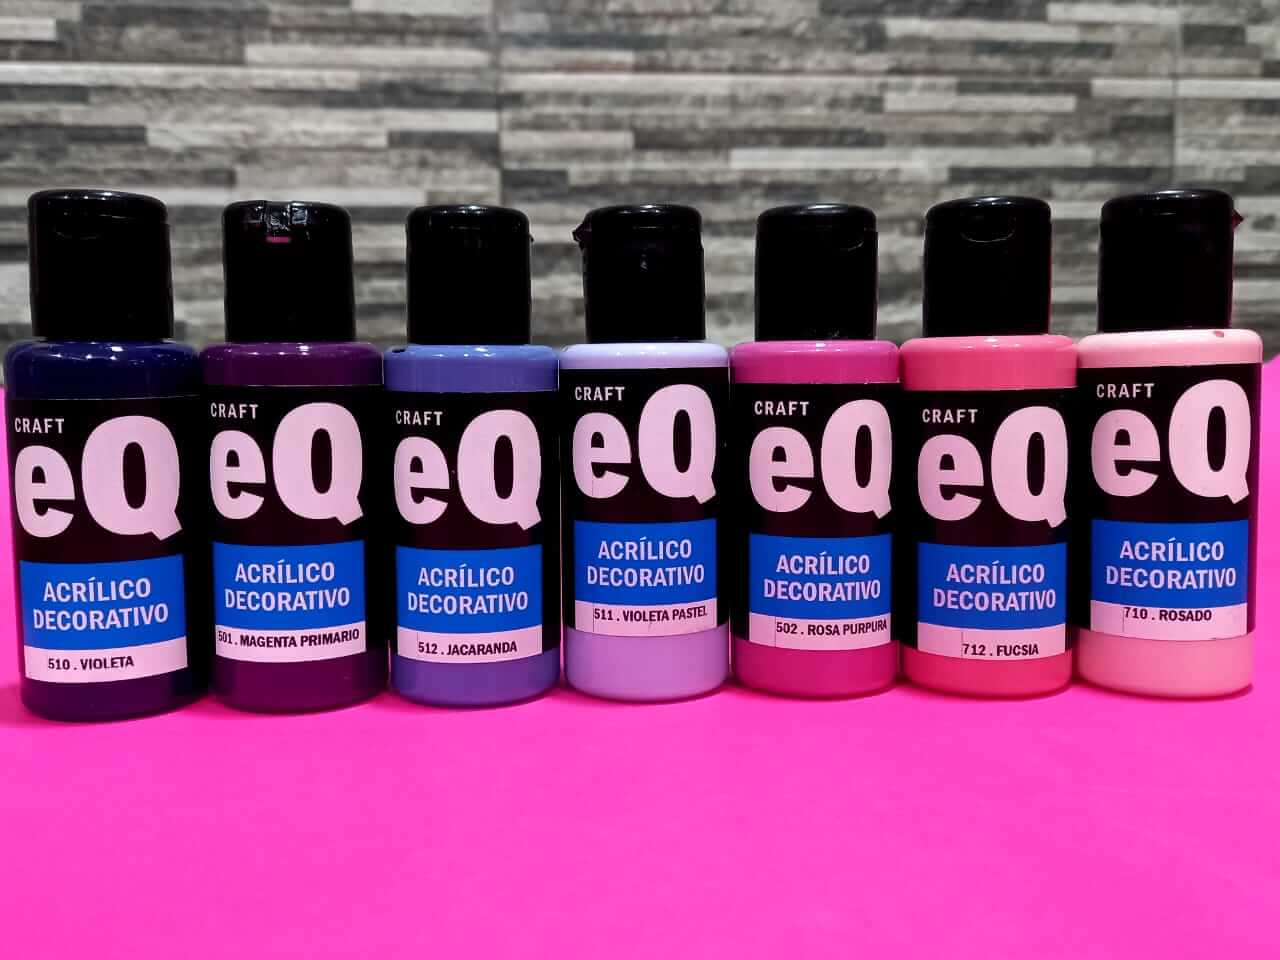 CRAFT
eQ
ACRÍLICO
DECORATIVO
510 . VIOLETA
CRAFT
eQ
ACRÍLICO
DECORATIVO
501 . MAGENTA PRIMARIO
CRAFT
eQ
ACRÍLICO
DECORATIVO
512 . JACARANDA
CRAFT
eQ
ACRÍLICO
DECORATIVO
511 . VIOLETA PASTEL
CRAFT
eQ
ACRÍLICO
DECORATIVO
502 . ROSA PURPURA
CRAFT
eQ
ACRÍLICO
DECORATIVO
712 . FUCSIA
CRAFT
eQ
ACRÍLICO
DECORATIVO
710 . ROSADO